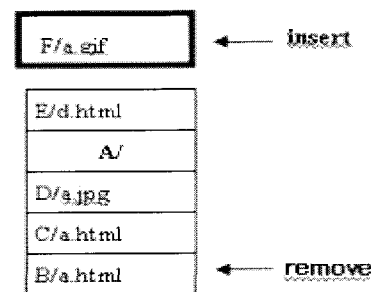 F/a.gif insert
E/d.html
A/
D/a.jpg
C/a.html
B/a.html remove